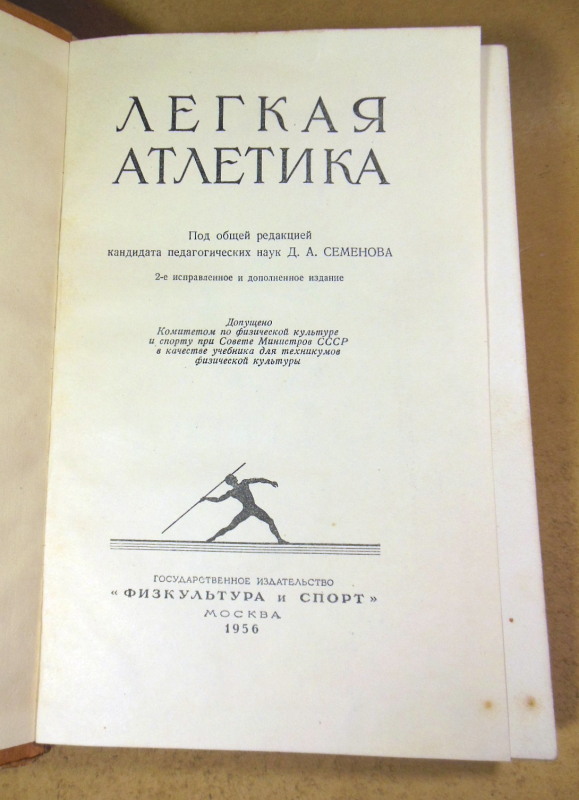 ЛЕГКАЯ
АТЛЕТИКА
Под общей редакцией
кандидата педагогических наук Д. А. СЕМЕНОВА
2-е исправленное и дополненное издание
Допущено
Комитетом по физической культуре
и спорту при Совете Министров СССР
в качестве учебника для техникумов
физической культуры
ГОСУДАРСТВЕННОЕ ИЗДАТЕЛЬСТВО
«ФИЗКУЛЬТУРА и СПОРТ»
МОСКВА
1956